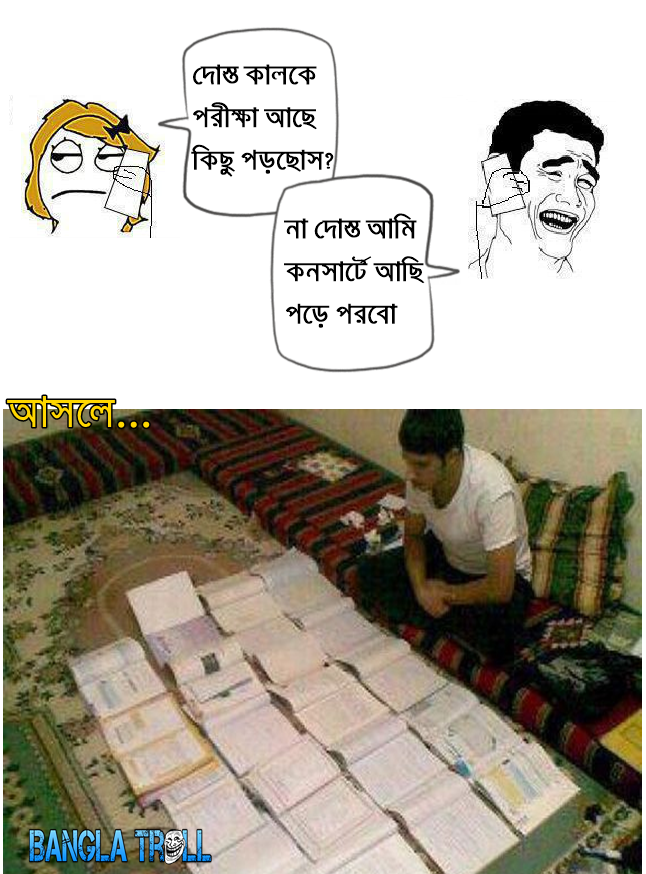 দোস্ত কালকে
পরীক্ষা আছে
কিছু পড়ছোস?
না দোস্ত আমি
কনসার্টে আছি
পড়ে পরবো
আসলে...
BANGLA TROLL